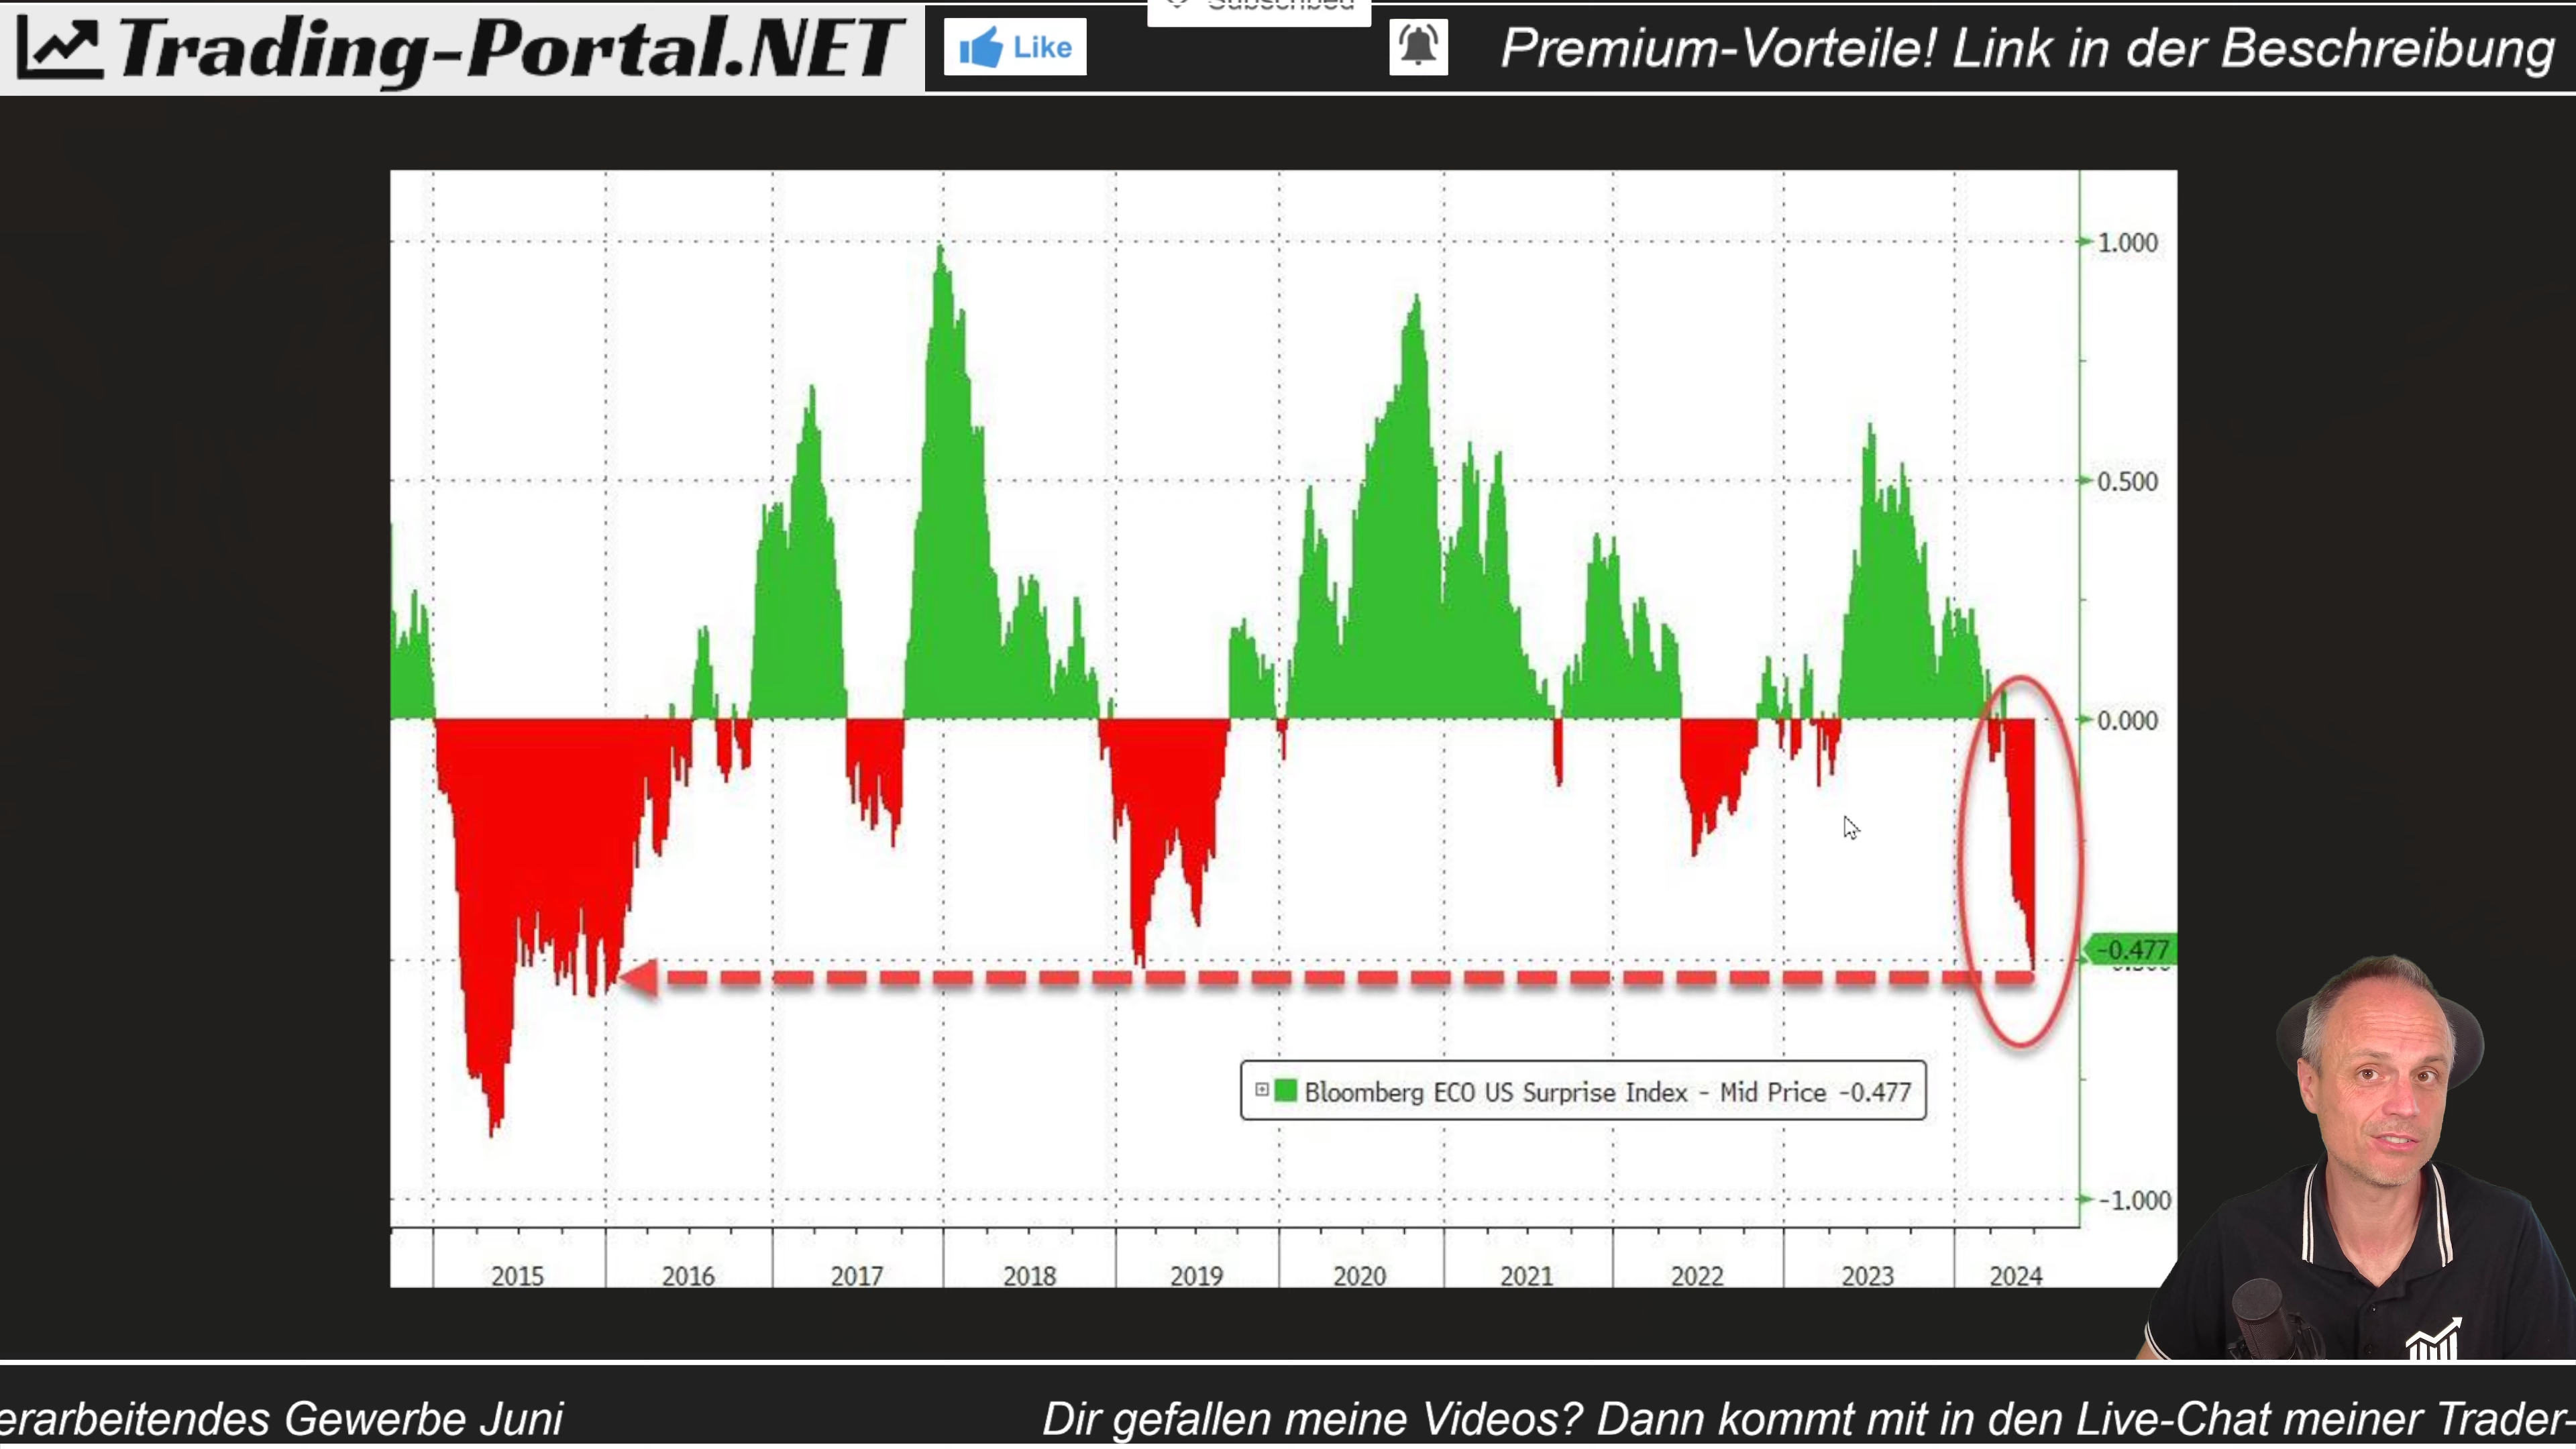 Subscribed
Trading-Portal.NET
Like
Premium-Vorteile! Link in der Beschreibung
1.000
0.500
0.000
-0.477
-1.000
Bloomberg ECO US Surprise Index - Mid Price -0.477
2015 2016 2017 2018 2019 2020 2021 2022 2023 2024
erarbeitendes Gewerbe Juni
Dir gefallen meine Videos? Dann kommt mit in den Live-Chat meiner Trader-